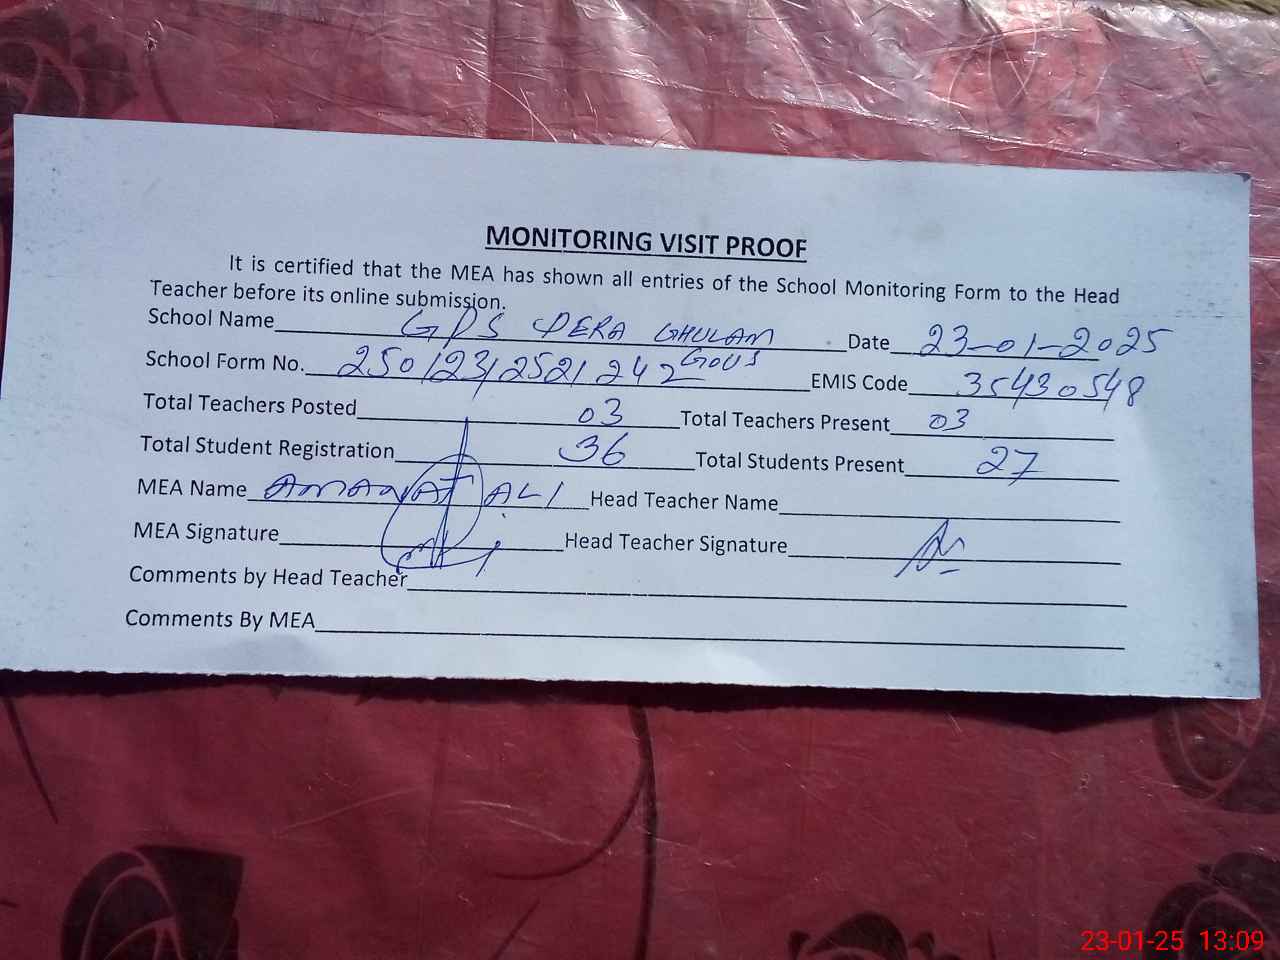 MONITORING VISIT PROOF
It is certified that the MEA has shown all entries of the School Monitoring Form to the Head
Teacher before its online submission.
School Name GPS DERA GHULAM GOUS Date 23-01-2025
School Form No. 250123/2521242 EMIS Code 35430548
Total Teachers Posted 03 Total Teachers Present 03
Total Student Registration 36 Total Students Present 27
MEA Name AMANAT ALI Head Teacher Name
MEA Signature Head Teacher Signature
Comments by Head Teacher
Comments By MEA
23-01-25 13:09